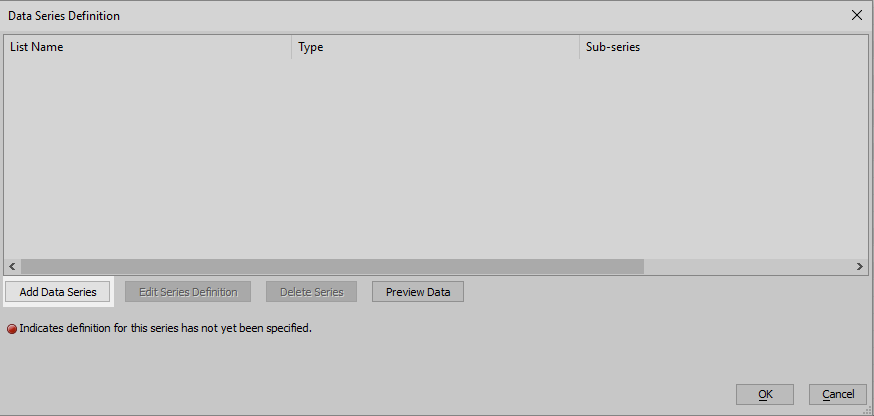 Data Series Definition
List Name Type Sub-series
Add Data Series Edit Series Definition Delete Series Preview Data
Indicates definition for this series has not yet been specified.
OK Cancel